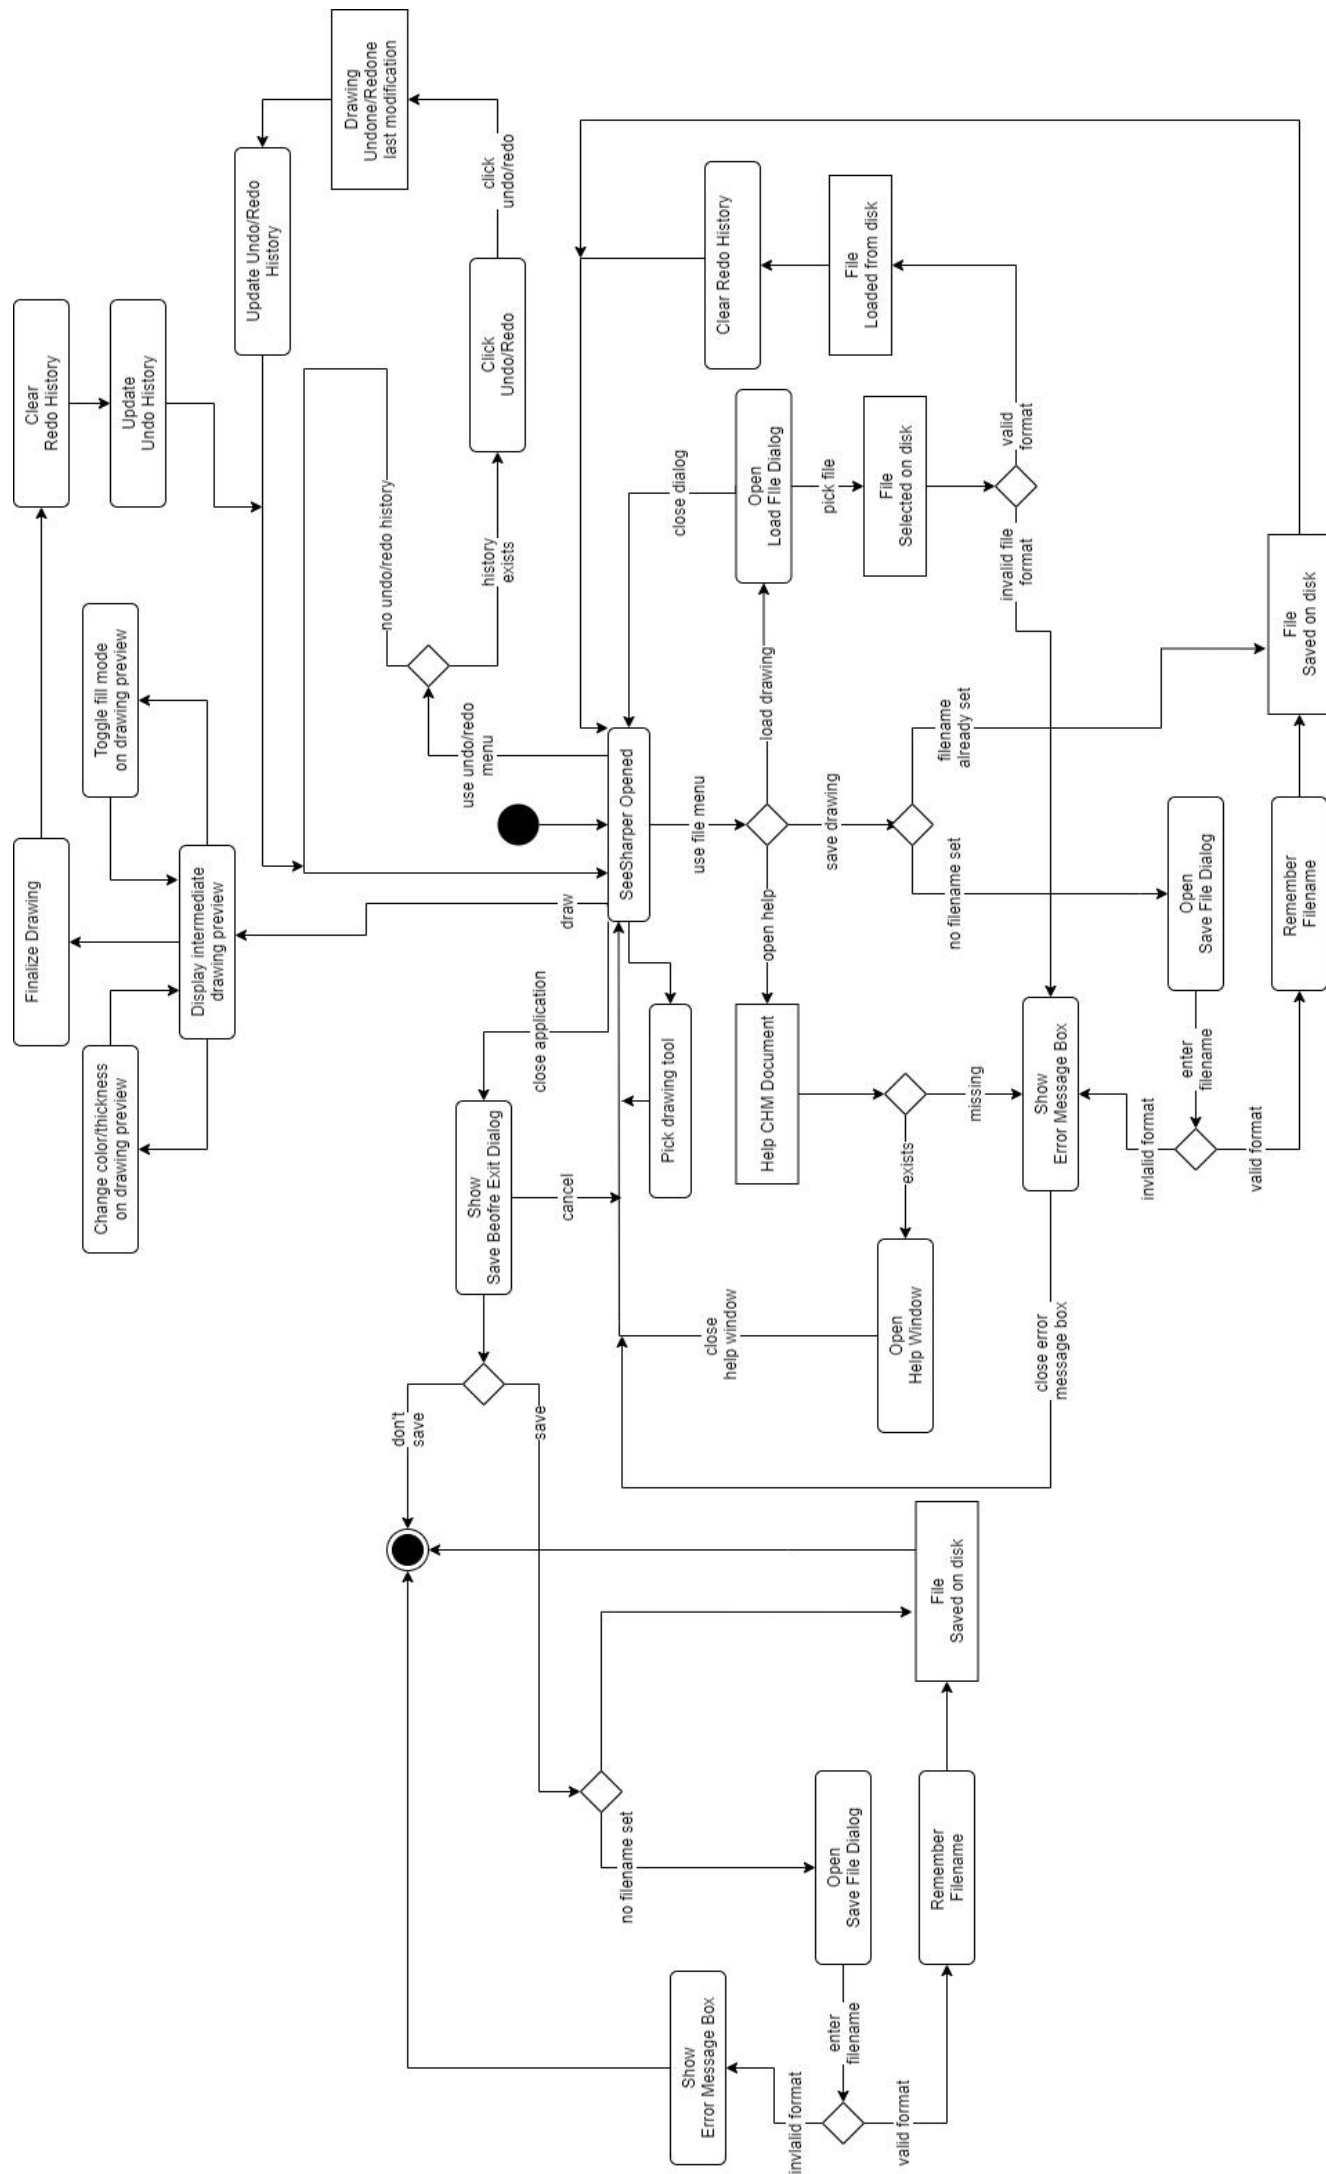 Clear
Redo History
Update
Undo History
Finalize Drawing
Toggle fill mode
on drawing preview
Change color/thickness
on drawing preview
Display intermediate
drawing preview
Update Undo/Redo
History
Drawing
Undone/Redone
last modification
no undo/redo history
click
undo/redo
Click
Undo/Redo
history
exists
use undo/redo
menu
draw
close application
Show
Save Beofre Exit Dialog
cancel
don't
save
save
SeeSharper Opened
close dialog
Pick drawing tool
use file menu
Clear Redo History
File
Loaded from disk
Open
Load FIle Dialog
pick file
File
Selected on disk
valid
format
invalid file
format
load drawing
save drawing
open help
Help CHM Document
exists
missing
close
help window
Open
Help Window
filename
already set
no filename set
Show
Error Message Box
close error
message box
Open
Save File Dialog
enter
filename
invlalid format
valid format
Remember
Filename
File
Saved on disk
no filename set
File
Saved on disk
Open
Save File Dialog
Remember
Filename
enter
filename
Show
Error Message Box
invlalid format
valid format